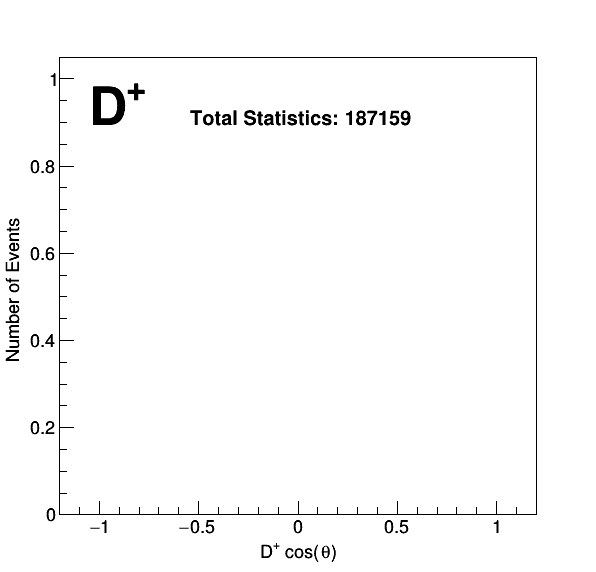 D⁺
Total Statistics: 187159
Number of Events
1
0.8
0.6
0.4
0.2
0
−1 −0.5 0 0.5 1
D⁺ cos(θ)